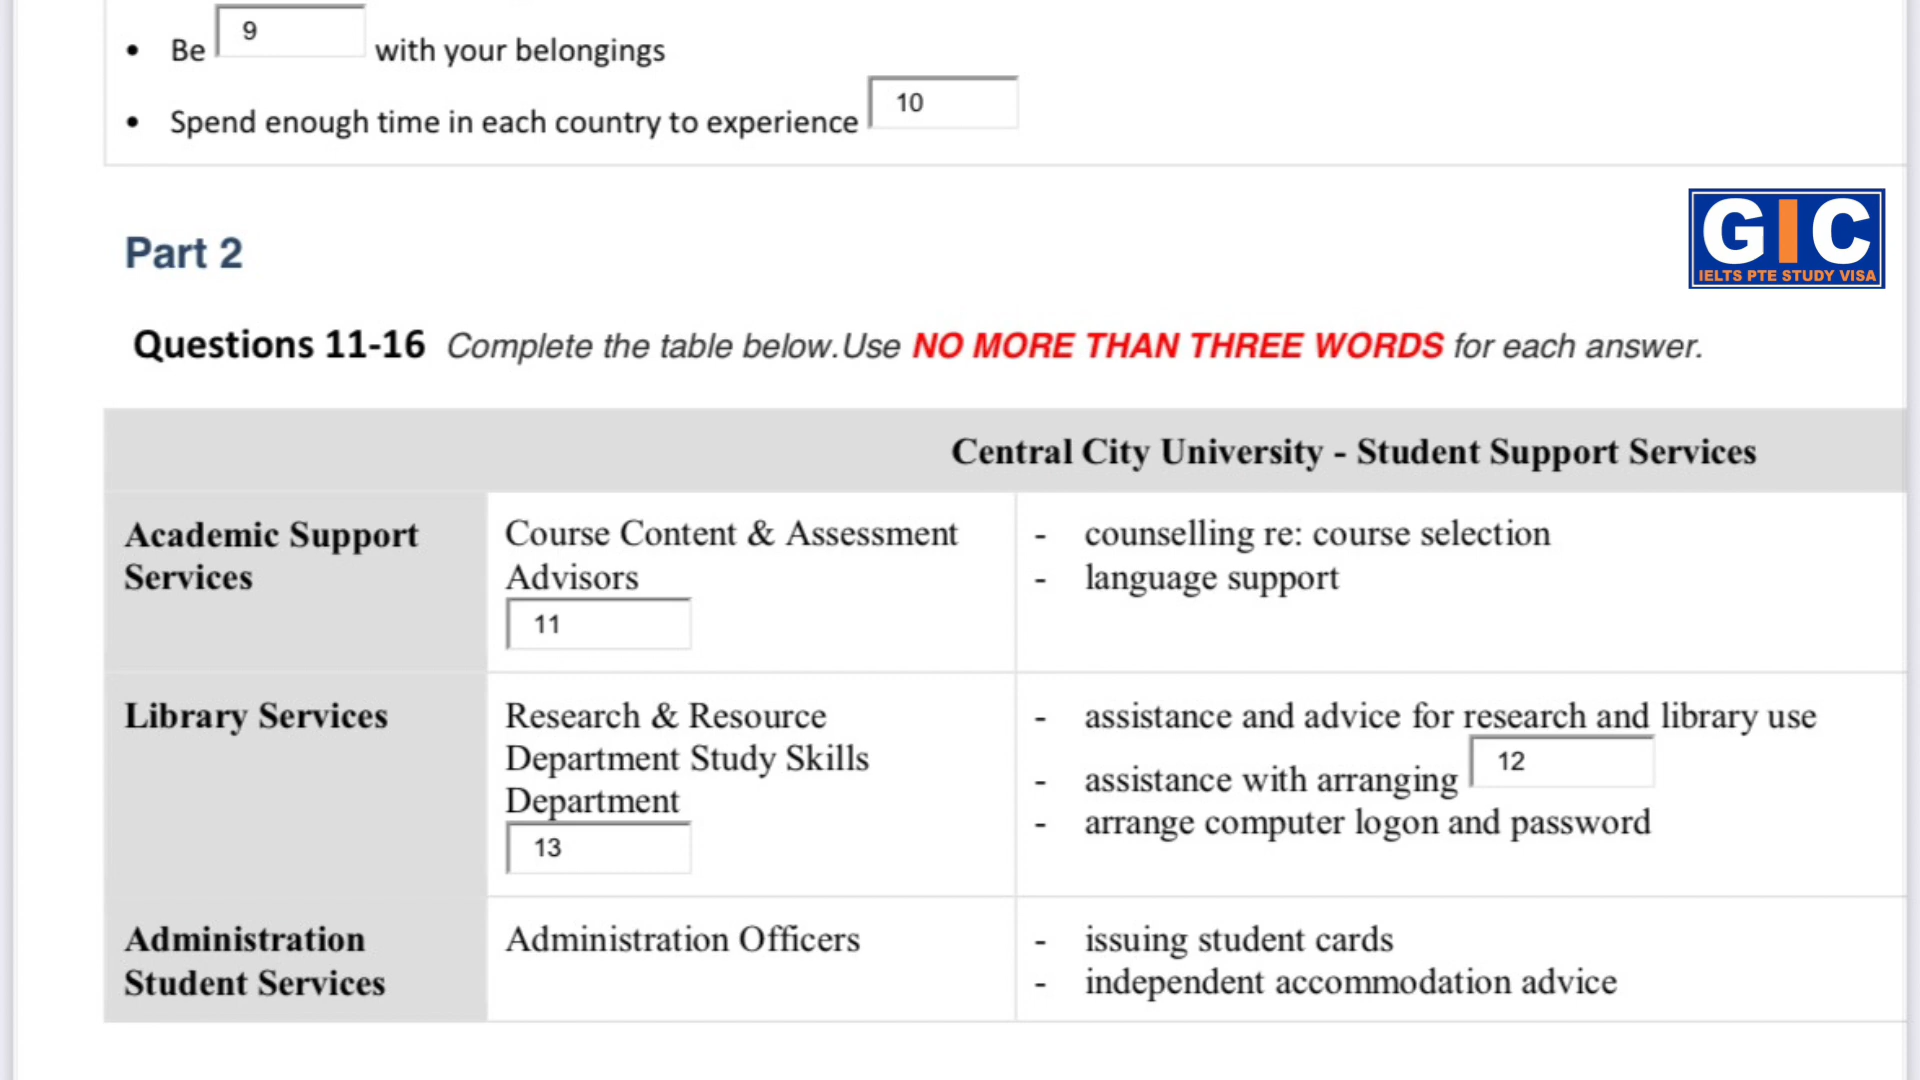 • Be 9 with your belongings
• Spend enough time in each country to experience 10
Part 2
GIC
IELTS PTE STUDY VISA
Questions 11-16 Complete the table below.Use NO MORE THAN THREE WORDS for each answer.
Central City University - Student Support Services
Academic Support
Services
Course Content & Assessment
Advisors
11
- counselling re: course selection
- language support
Library Services
Research & Resource
Department Study Skills
Department
13
- assistance and advice for research and library use
- assistance with arranging 12
- arrange computer logon and password
Administration
Student Services
Administration Officers
- issuing student cards
- independent accommodation advice